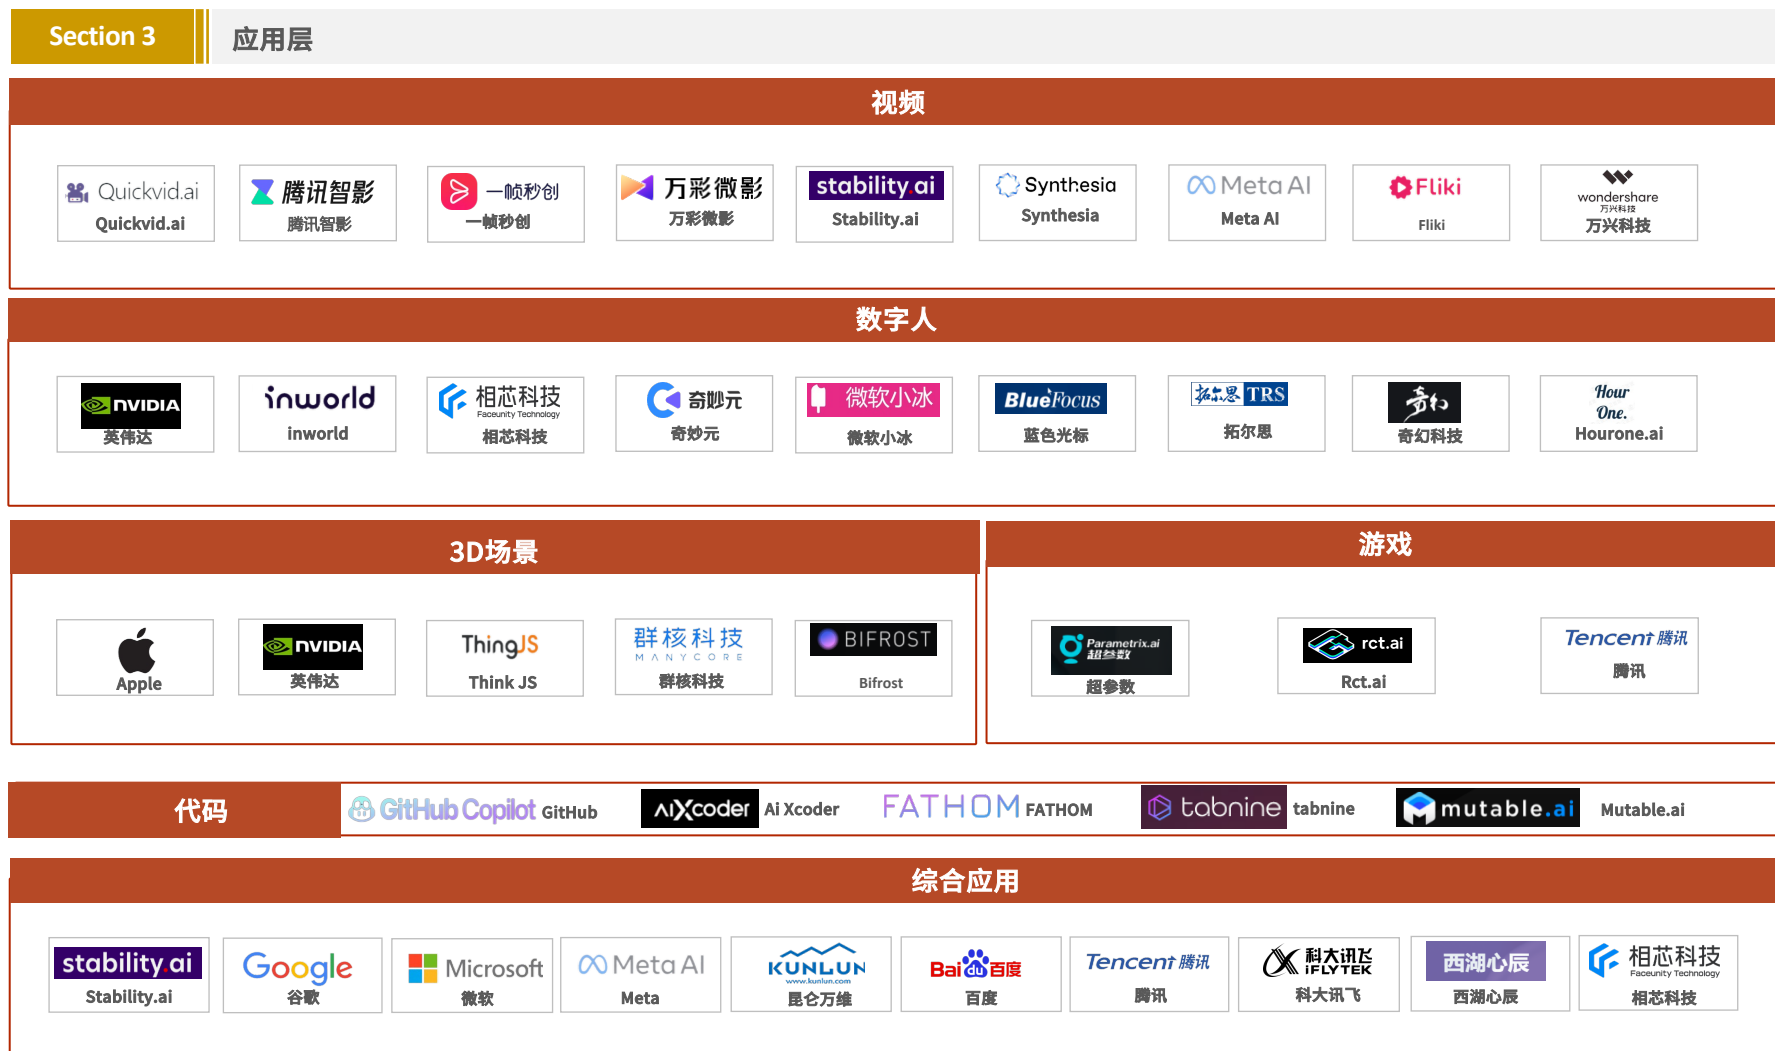 Section 3
应用层
视频
Quickvid.ai
Quickvid.ai
腾讯智影
腾讯智影
一帧秒创
一帧秒创
万彩微影
万彩微影
stability.ai
Stability.ai
Synthesia
Synthesia
Meta AI
Meta AI
Fliki
Fliki
wondershare
万兴科技
万兴科技
数字人
NVIDIA
英伟达
inworld
inworld
相芯科技
Faceunity Technology
相芯科技
奇妙元
奇妙元
微软小冰
微软小冰
BlueFocus
蓝色光标
拓尔思 TRS
拓尔思
奇幻
奇幻科技
Hour
One.
Hourone.ai
3D场景
Apple
NVIDIA
英伟达
ThingJS
Think JS
群核科技
MANYCORE
群核科技
BIFROST
Bifrost
游戏
Parametrix.ai
超参数
超参数
rct.ai
Rct.ai
Tencent 腾讯
腾讯
代码
GitHub Copilot GitHub
AIXcoder Ai Xcoder
FATHOM FATHOM
tabnine tabnine
mutable.ai Mutable.ai
综合应用
stability.ai
Stability.ai
Google
谷歌
Microsoft
微软
Meta AI
Meta
KUNLUN
www.kunlun.com
昆仑万维
Bai du 百度
百度
Tencent 腾讯
腾讯
科大讯飞
iFLYTEK
科大讯飞
西湖心辰
西湖心辰
相芯科技
Faceunity Technology
相芯科技